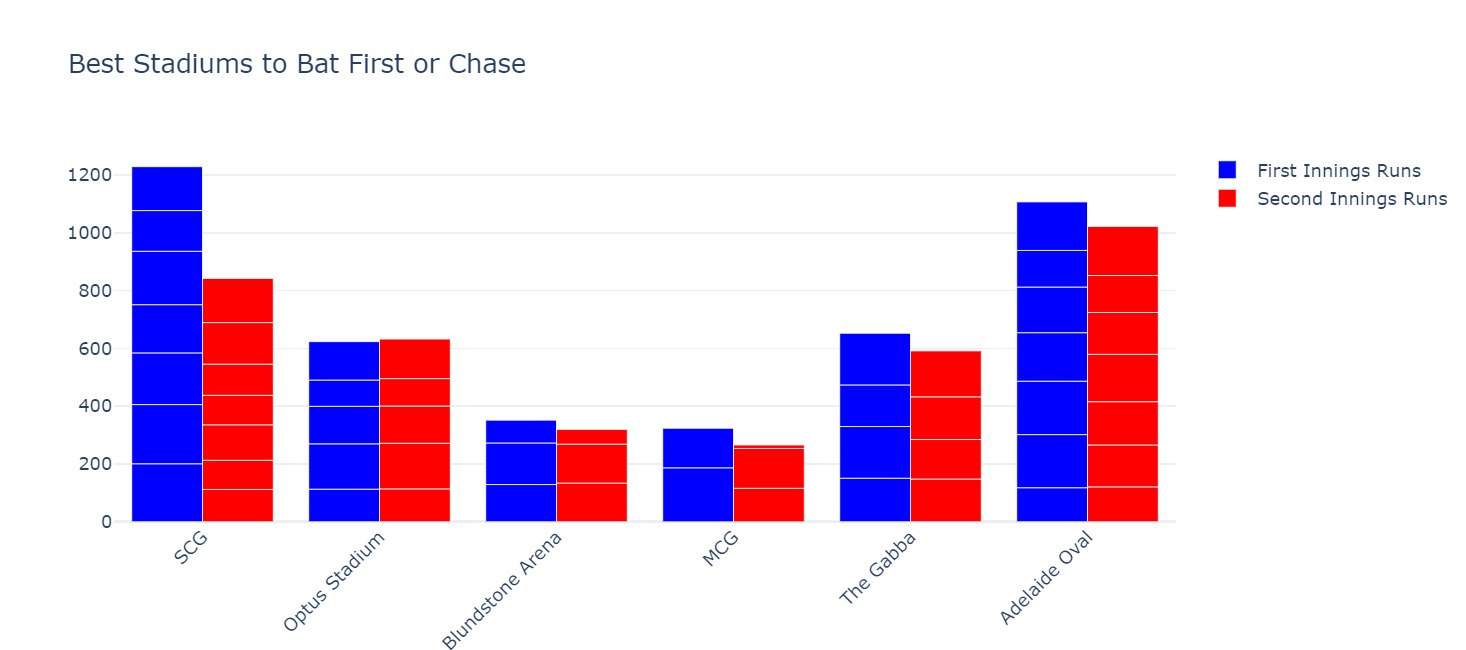 Best Stadiums to Bat First or Chase
1200
1000
800
600
400
200
0
SCG
Optus Stadium
Blundstone Arena
MCG
The Gabba
Adelaide Oval
First Innings Runs
Second Innings Runs